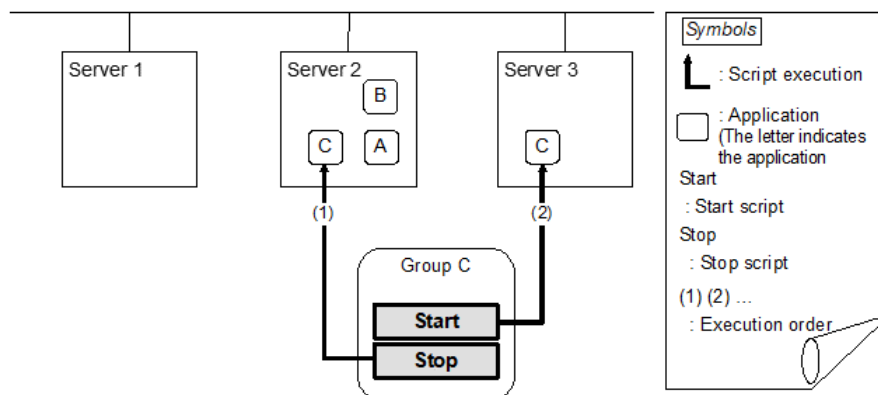 Server 1
Server 2
Server 3
B
C
A
C
(1)
(2)
Group C
Start
Stop
Symbols
: Script execution
: Application
(The letter indicates
the application
Start
: Start script
Stop
: Stop script
(1) (2) ...
: Execution order